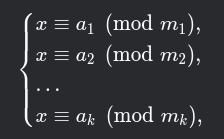 x ≡ a₁ (mod m₁),
x ≡ a₂ (mod m₂),
...
x ≡ aₖ (mod mₖ),